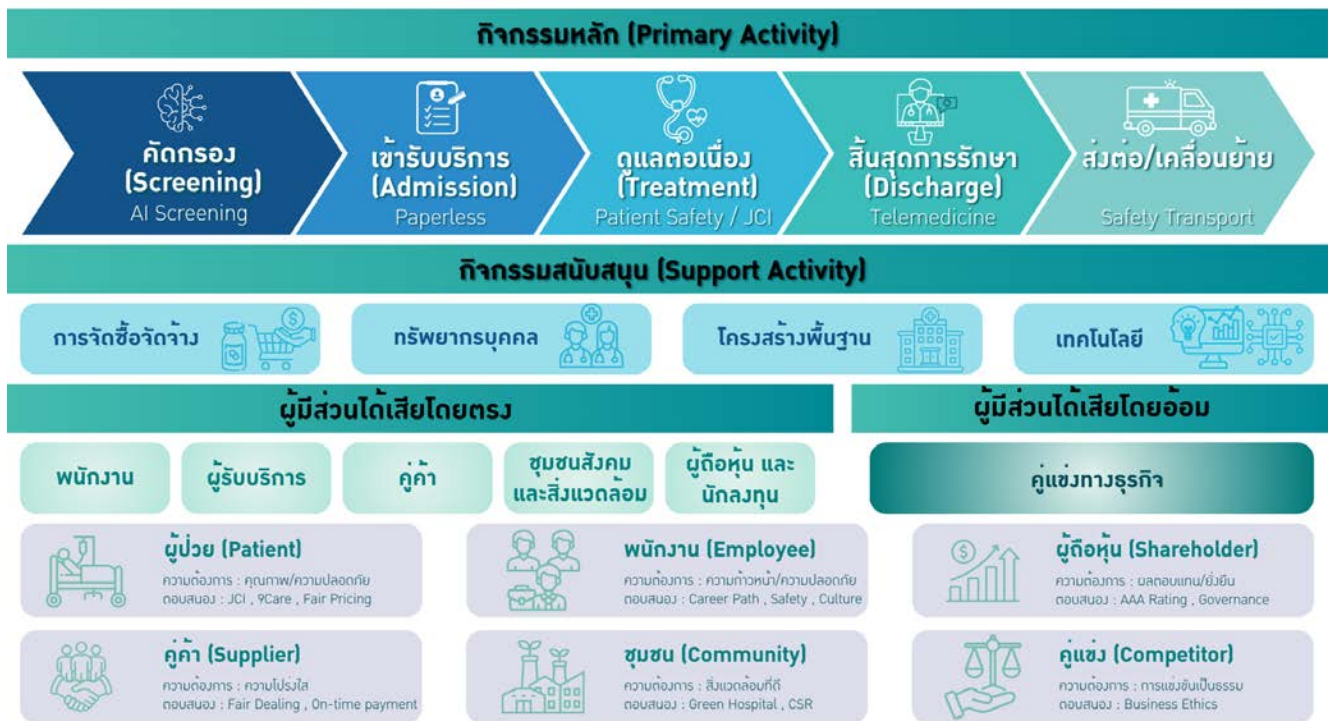 กิจกรรมหลัก (Primary Activity)
คัดกรอง
(Screening)
AI Screening
เข้ารับบริการ
(Admission)
Paperless
ดูแลต่อเนื่อง
(Treatment)
Patient Safety / JCI
สิ้นสุดการรักษา
(Discharge)
Telemedicine
ส่งต่อ/เคลื่อนย้าย
Safety Transport
กิจกรรมสนับสนุน (Support Activity)
การจัดซื้อจัดจ้าง
ทรัพยากรบุคคล
โครงสร้างพื้นฐาน
เทคโนโลยี
ผู้มีส่วนได้เสียโดยตรง
พนักงาน
ผู้รับบริการ
คู่ค้า
ชุมชนสังคม
และสิ่งแวดล้อม
ผู้ถือหุ้น และ
นักลงทุน
ผู้มีส่วนได้เสียโดยอ้อม
คู่แข่งทางธุรกิจ
ผู้ป่วย (Patient)
ความต้องการ : คุณภาพ/ความปลอดภัย
ตอบสนอง : JCI , 9Care , Fair Pricing
พนักงาน (Employee)
ความต้องการ : ความก้าวหน้า/ความปลอดภัย
ตอบสนอง : Career Path , Safety , Culture
ผู้ถือหุ้น (Shareholder)
ความต้องการ : ผลตอบแทน/ยั่งยืน
ตอบสนอง : AAA Rating , Governance
คู่ค้า (Supplier)
ความต้องการ : ความโปร่งใส
ตอบสนอง : Fair Dealing , On-time payment
ชุมชน (Community)
ความต้องการ : สิ่งแวดล้อมที่ดี
ตอบสนอง : Green Hospital , CSR
คู่แข่ง (Competitor)
ความต้องการ : การแข่งขันเป็นธรรม
ตอบสนอง : Business Ethics